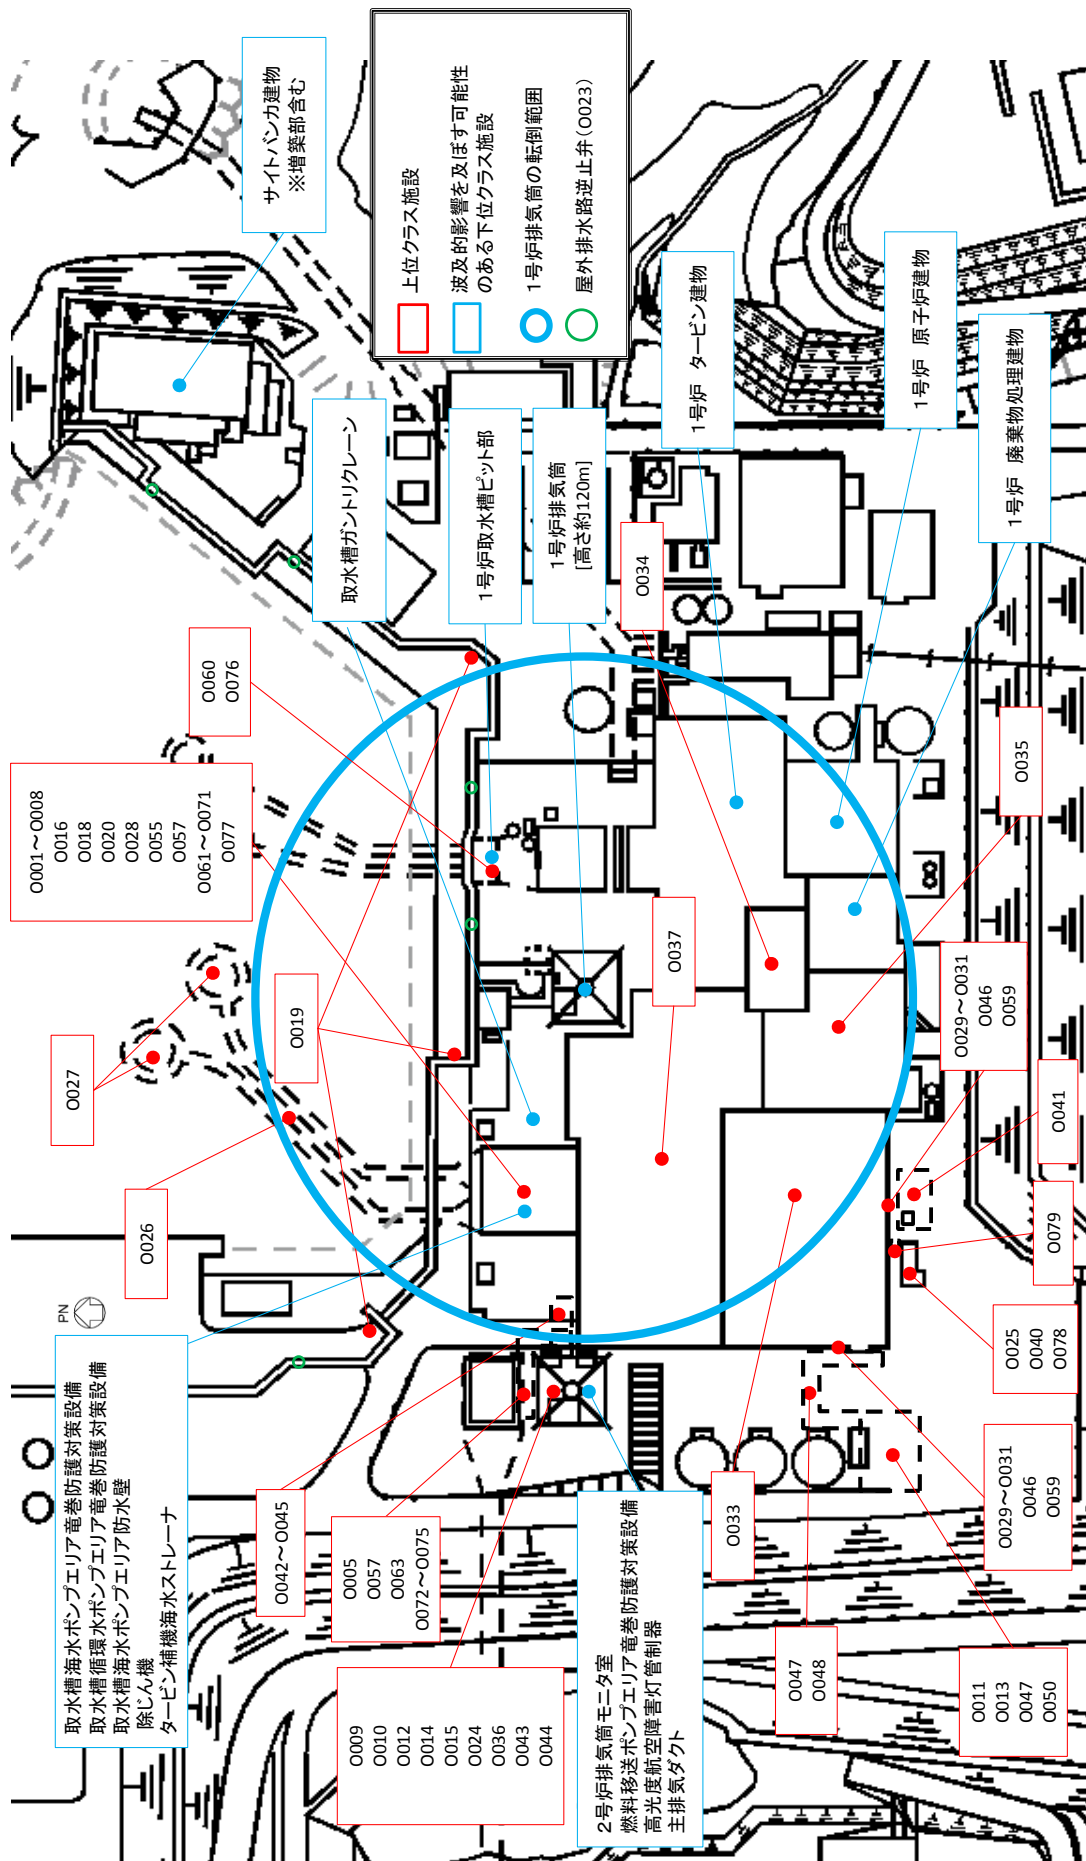 取水槽海水ポンプエリア竜巻防護対策設備
取水槽循環水ポンプエリア竜巻防護対策設備
取水槽海水ポンプエリア防水壁
除じん機
タービン補機海水ストレーナ
PN
O026
O027
O001～O008
O016
O018
O020
O028
O055
O057
O061～O071
O077
O060
O076
サイトバンカ建物
※増築部含む
O019
取水槽ガントリクレーン
上位クラス施設
波及的影響を及ぼす可能性
のある下位クラス施設
1号炉排気筒の転倒範囲
屋外排水路逆止弁(O023)
O042～O045
O005
O057
O063
O072～O075
O009
O010
O012
O014
O015
O024
O036
O043
O044
1号炉取水槽ピット部
1号炉排気筒
[高さ約120m]
2号炉排気筒モニタ室
燃料移送ポンプエリア竜巻防護対策設備
高光度航空障害灯管制器
主排気ダクト
O037
O034
1号炉 タービン建物
O033
1号炉 原子炉建物
1号炉 廃棄物処理建物
O047
O048
O011
O013
O047
O050
O029～O031
O046
O059
O025
O040
O078
O079
O041
O029～O031
O046
O059
O035